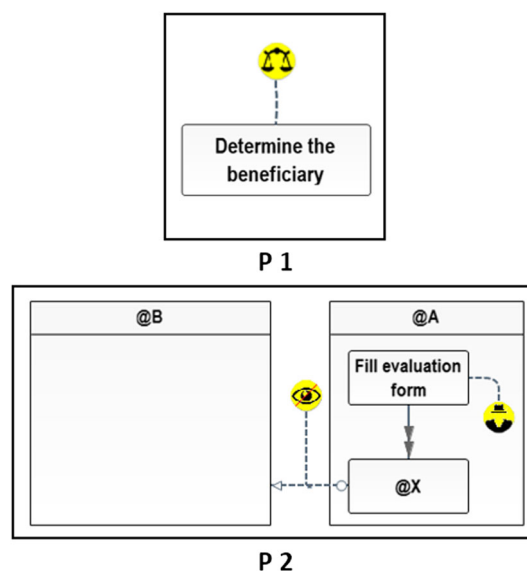 Determine the
beneficiary
P 1
@B
@A
Fill evaluation
form
@X
P 2